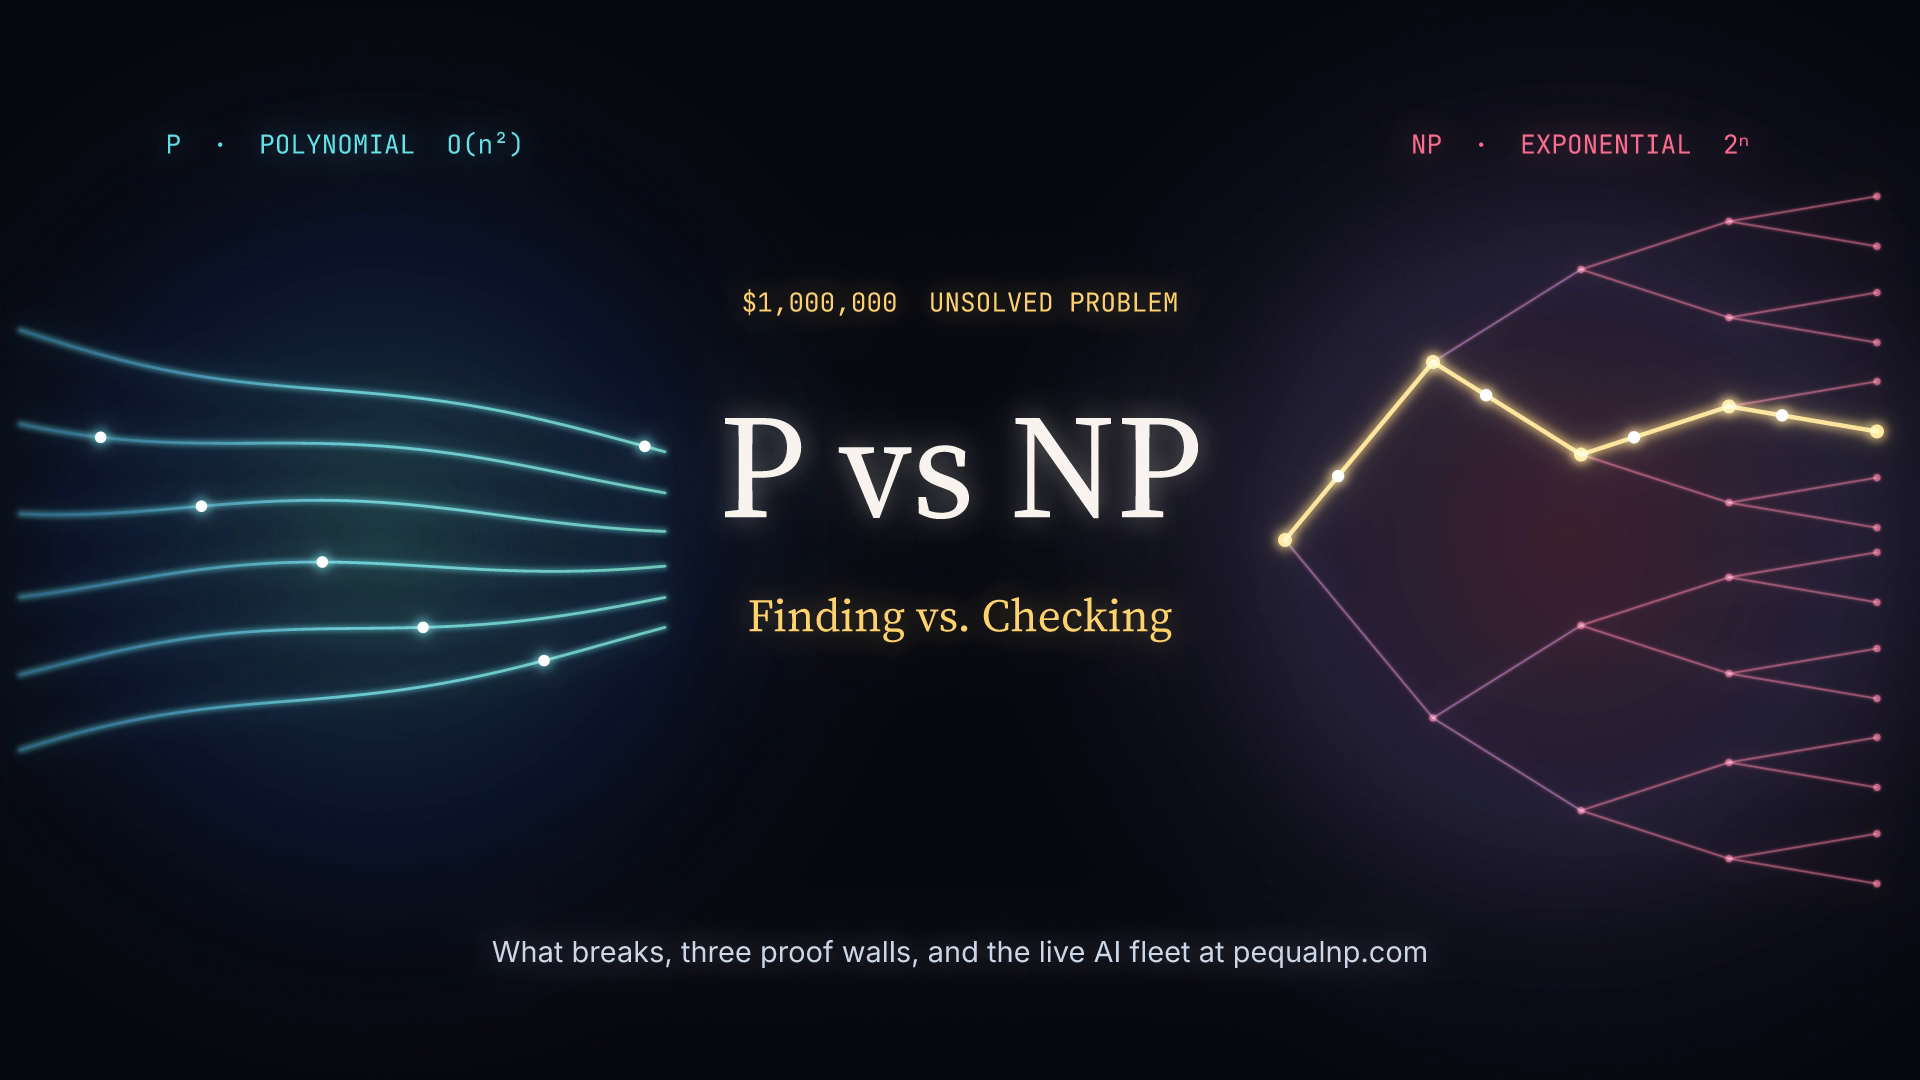 P · POLYNOMIAL O(n²)
NP · EXPONENTIAL 2ⁿ
$1,000,000 UNSOLVED PROBLEM
P vs NP
Finding vs. Checking
What breaks, three proof walls, and the live AI fleet at pequalnp.com